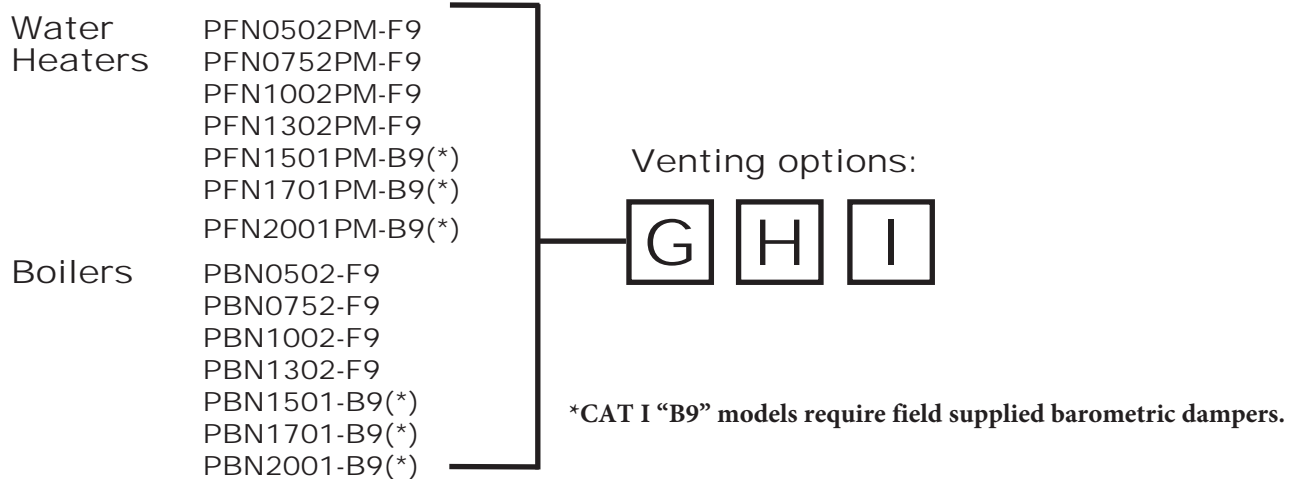 Water
Heaters
PFN0502PM-F9
PFN0752PM-F9
PFN1002PM-F9
PFN1302PM-F9
PFN1501PM-B9(*)
PFN1701PM-B9(*)
PFN2001PM-B9(*)
Boilers
PBN0502-F9
PBN0752-F9
PBN1002-F9
PBN1302-F9
PBN1501-B9(*)
PBN1701-B9(*)
PBN2001-B9(*)
Venting options:
G H I
*CAT I “B9” models require field supplied barometric dampers.